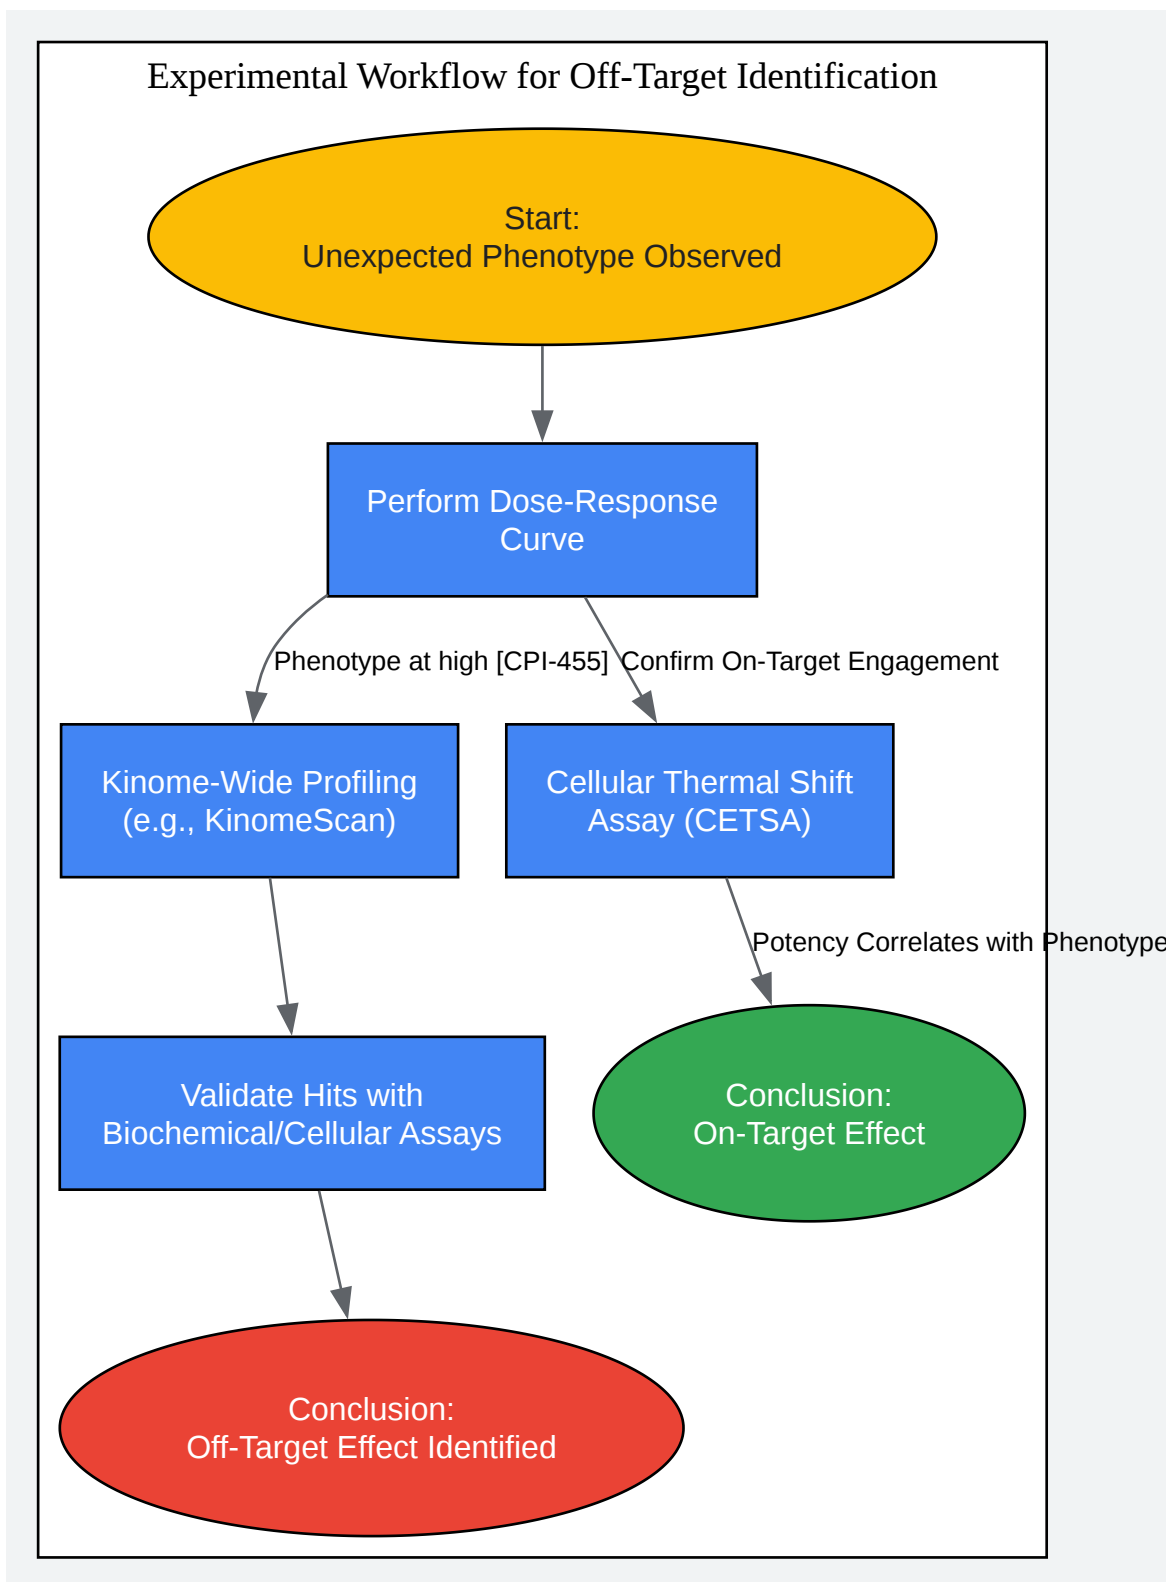 Experimental Workflow for Off-Target Identification
Start:
Unexpected Phenotype Observed
Perform Dose-Response
Curve
Phenotype at high [CPI-455]
Confirm On-Target Engagement
Kinome-Wide Profiling
(e.g., KinomeScan)
Cellular Thermal Shift
Assay (CETSA)
Potency Correlates with Phenotype
Validate Hits with
Biochemical/Cellular Assays
Conclusion:
On-Target Effect
Conclusion:
Off-Target Effect Identified